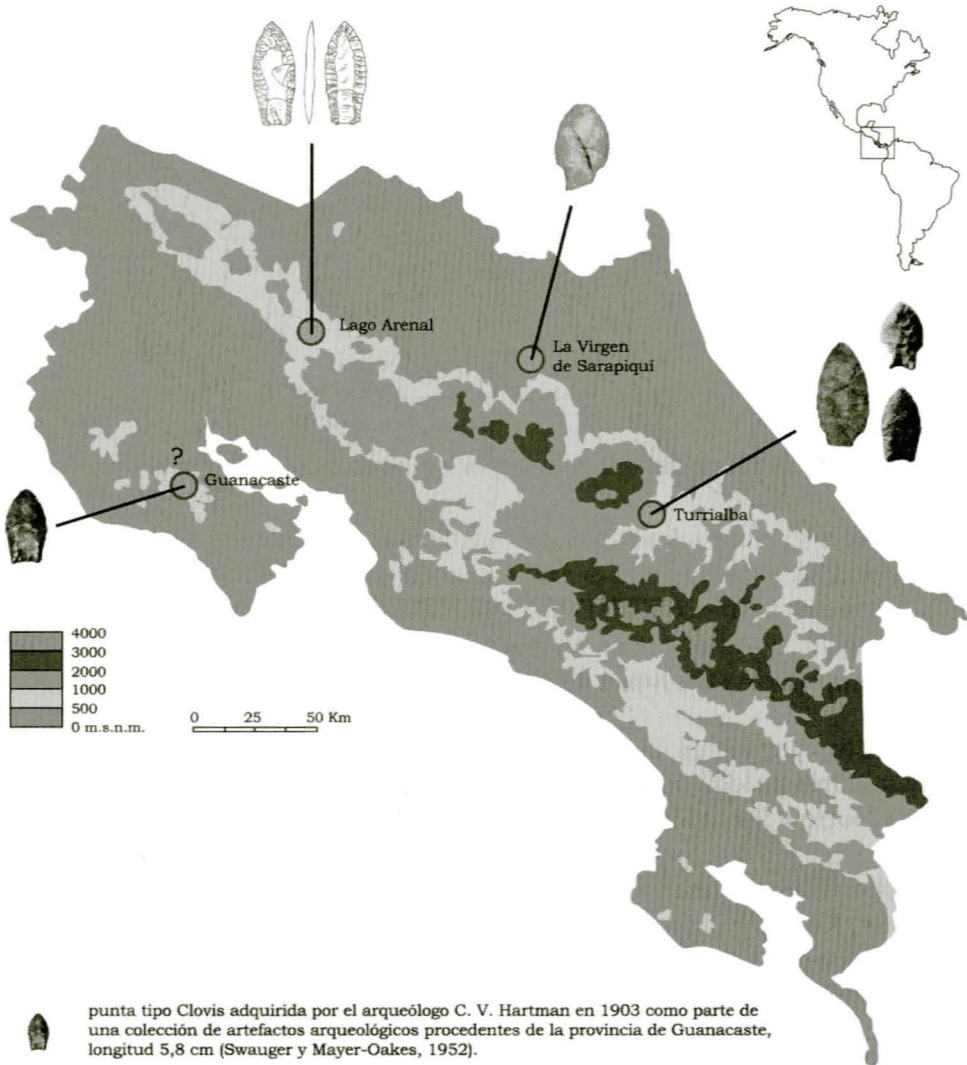 Lago Arenal
La Virgen
de Sarapiquí
?
Guanacaste
Turrialba
4000
3000
2000
1000
500
0 m.s.n.m.
0 25 50 Km
punta tipo Clovis adquirida por el arqueólogo C. V. Hartman en 1903 como parte de
una colección de artefactos arqueológicos procedentes de la provincia de Guanacaste,
longitud 5,8 cm (Swauger y Mayer-Oakes, 1952).